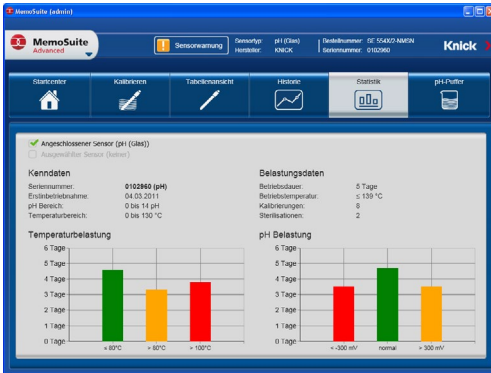 MemoSuite (admin)
MemoSuite
Advanced
Sensorwarnung
Sensortyp: pH (Glas)
Hersteller: KNICK
Bestellnummer: SE 554X/2-NMSN
Seriennummer: 0102960
Knick
Startcenter
Kalibrieren
Tabellenansicht
Historie
Statistik
pH-Puffer
Angeschlossener Sensor (pH (Glas))
Ausgewählter Sensor (keiner)
Kenndaten
Seriennummer: 0102960 (pH)
Erstinbetriebnahme: 04.03.2011
pH Bereich: 0 bis 14 pH
Temperaturbereich: 0 bis 130 °C
Belastungsdaten
Betriebsdauer: 5 Tage
Betriebstemperatur: ≤ 139 °C
Kalibrierungen: 8
Sterilisationen: 2
Temperaturbelastung
6 Tage
5 Tage
4 Tage
3 Tage
2 Tage
1 Tage
0 Tage
≤ 80°C
> 80°C
> 100°C
pH Belastung
6 Tage
5 Tage
4 Tage
3 Tage
2 Tage
1 Tage
0 Tage
< -300 mV
normal
> 300 mV